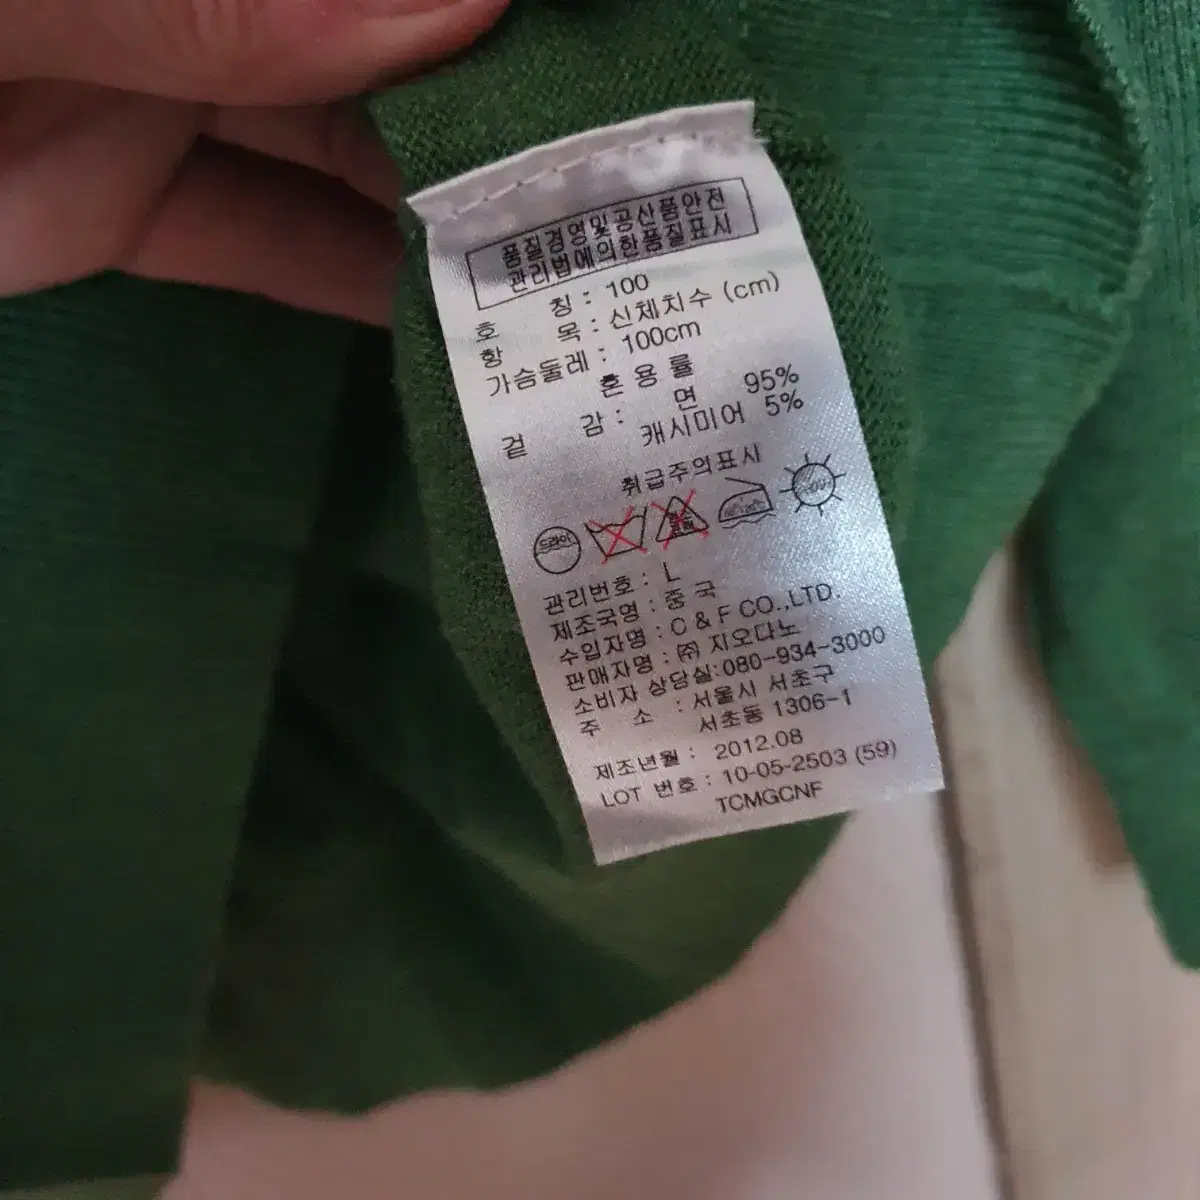 품질경영및공산품안전
관리법에의한품질표시
호 칭 : 100
항 목 : 신체치수 (cm)
가슴둘레 : 100cm
혼 용 률
겉 감 : 면 95%
캐시미어 5%
취급주의표시
드라이
관리번호 : L
제조국명 : 중 국
수입자명 : C & F CO.,LTD.
판매자명 : ㈜ 지오다노
소비자 상담실:080-934-3000
주 소 : 서울시 서초구
서초동 1306-1
제조년월 : 2012.08
LOT 번호 : 10-05-2503 (59)
TCMGCNF